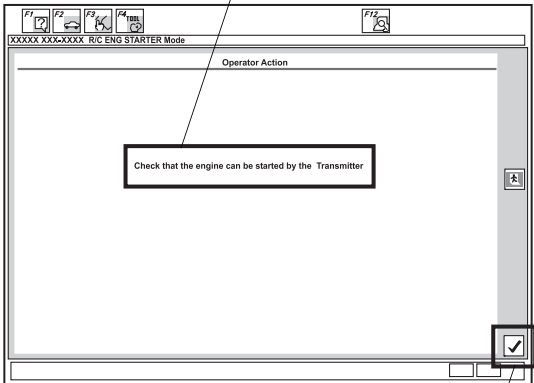 F1 F2 F3 F4 TOOL F12
XXXXX XXX-XXXX R/C ENG STARTER Mode
Operator Action
Check that the engine can be started by the Transmitter